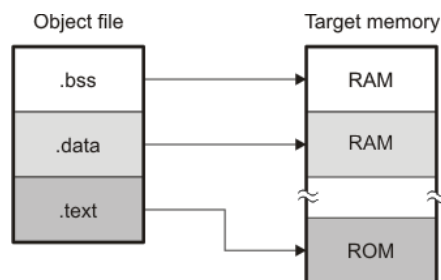 Object file
Target memory
.bss
RAM
.data
RAM
.text
ROM